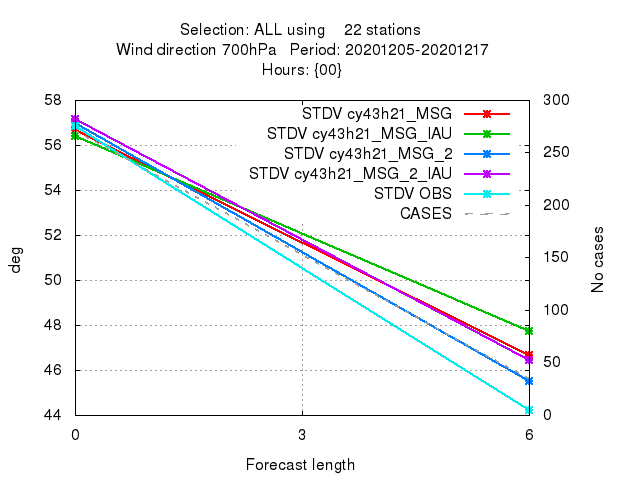 Selection: ALL using 22 stations
Wind direction 700hPa Period: 20201205-20201217
Hours: {00}
58 300
STDV cy43h21_MSG
STDV cy43h21_MSG_IAU
56 250
STDV cy43h21_MSG_2
STDV cy43h21_MSG_2_IAU
54
STDV OBS
200
CASES
52
150
deg
No cases
50
100
48
50
46
44 0
0 3 6
Forecast length